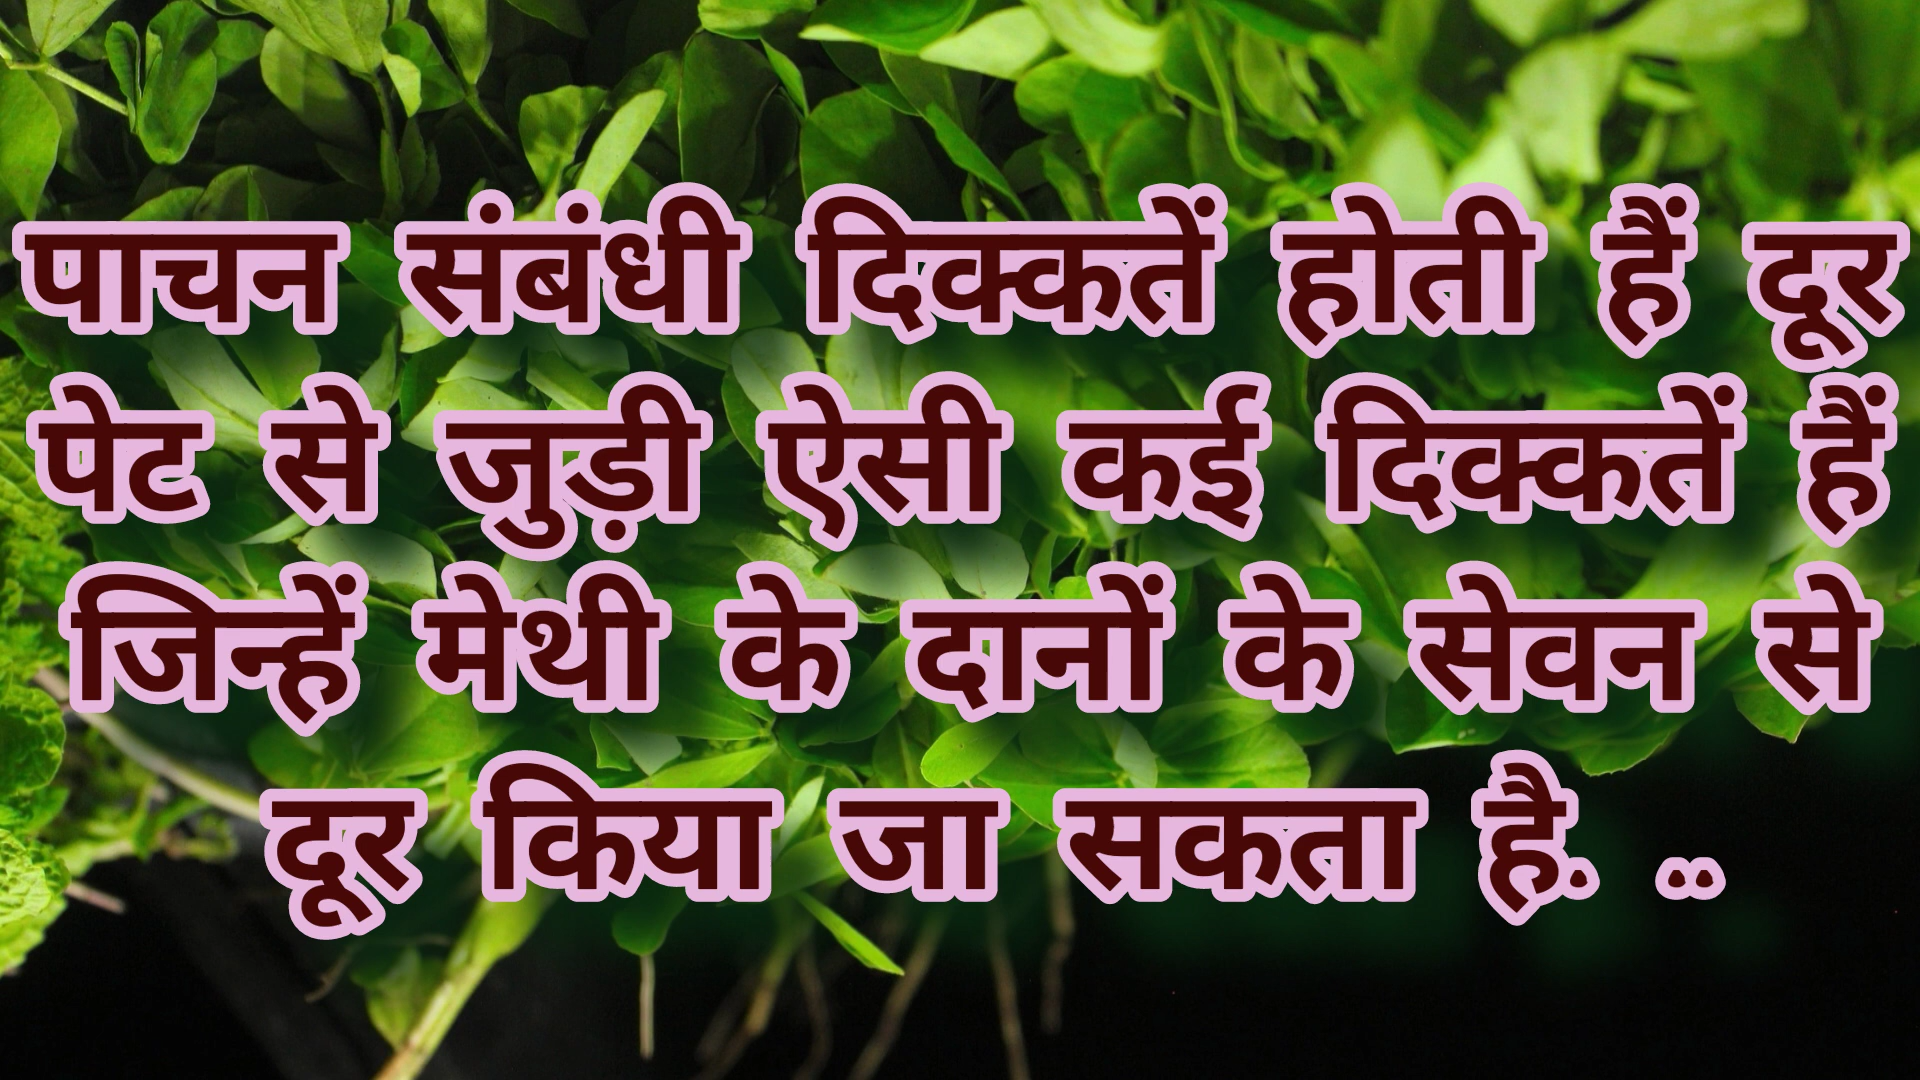 पाचन संबंधी दिक्कतें होती हैं दूर
पेट से जुड़ी ऐसी कई दिक्कतें हैं
जिन्हें मेथी के दानों के सेवन से
दूर किया जा सकता है. ..